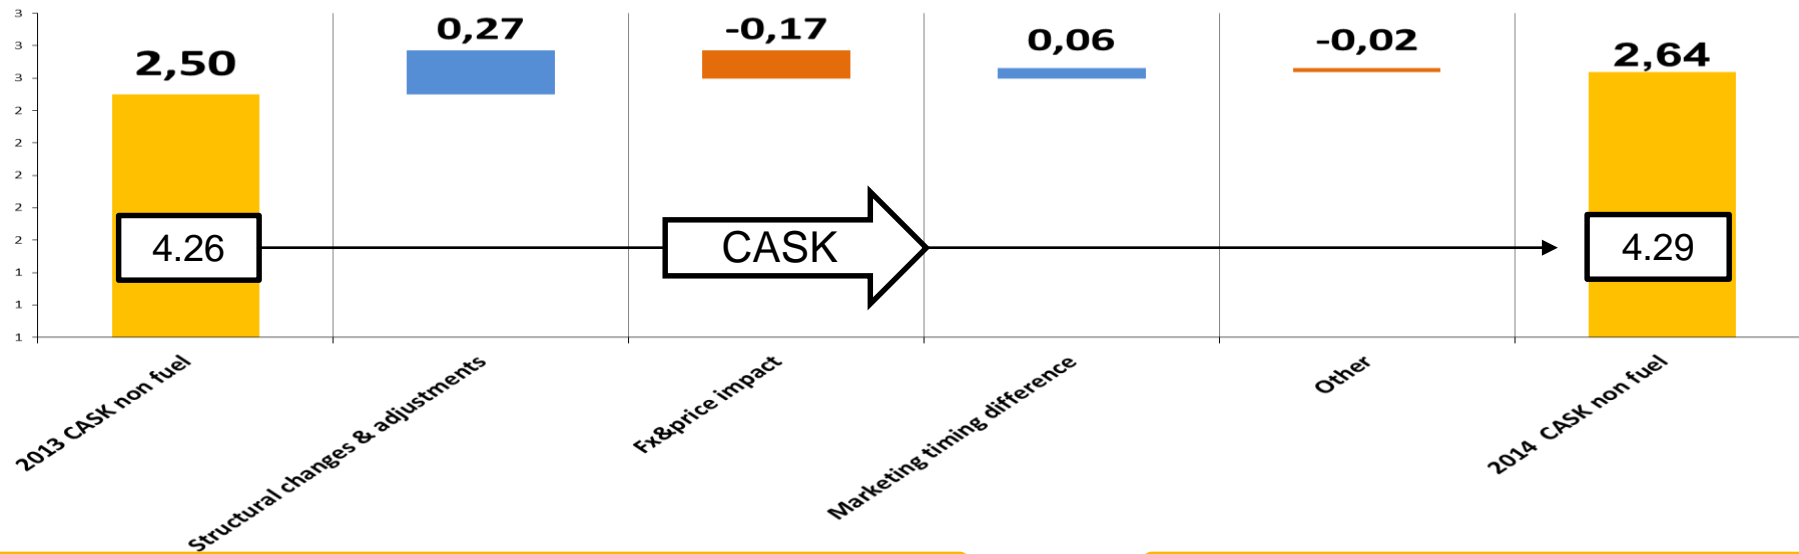 3
3
3
2
2
2
2
2
1
1
1
2,50
0,27
-0,17
0,06
-0,02
2,64
4.26
CASK
4.29
2013 CASK non fuel
Structural changes & adjustments
Fx&price impact
Marketing timing difference
Other
2014 CASK non fuel